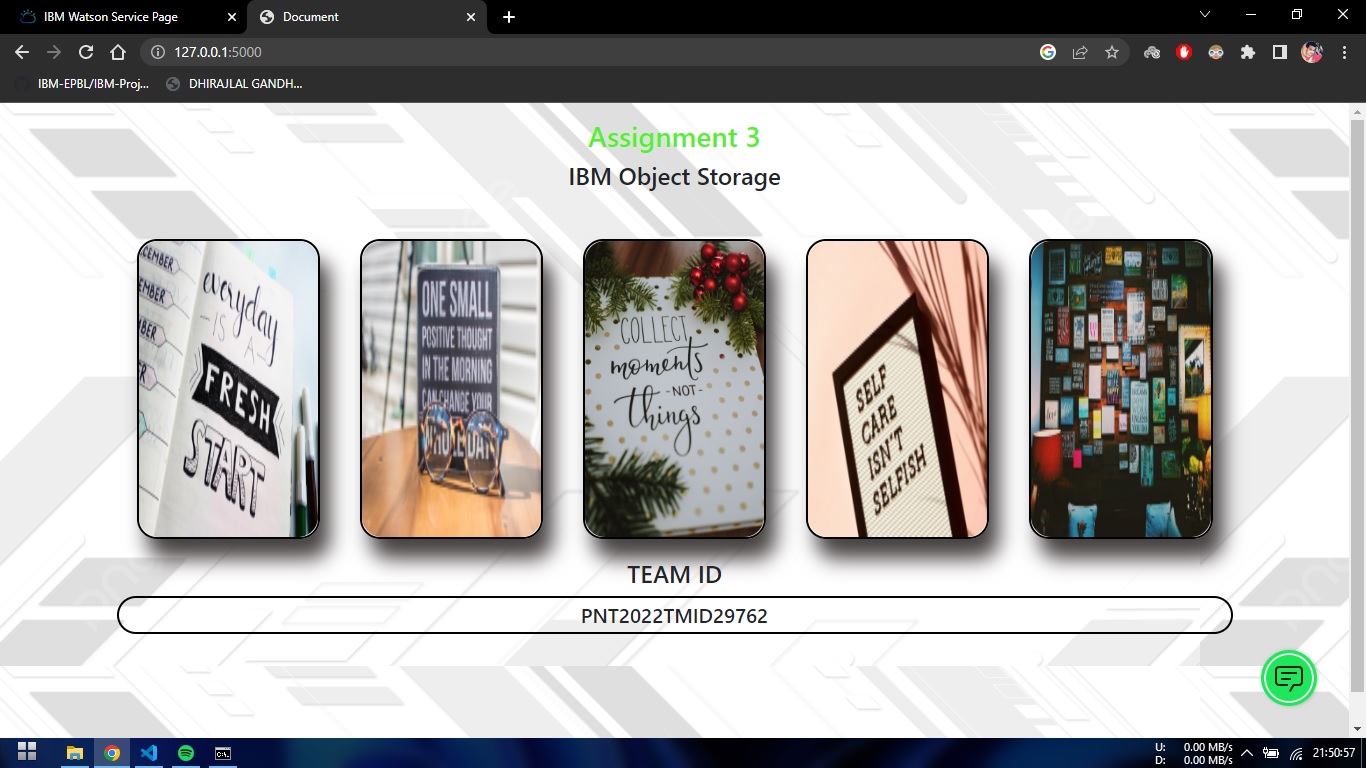 IBM Watson Service Page
Document
127.0.0.1:5000
IBM-EPBL/IBM-Proj...
DHIRAJLAL GANDH...
Assignment 3
IBM Object Storage
CEMBER
EMBER
BER
everyday
- IS - A -
FRESH
START
ONE SMALL
POSITIVE THOUGHT
IN THE MORNING
CAN CHANGE YOUR
WHOLE DAY
COLLECT
moments
- NOT -
things
SELF
CARE
ISN'T
SELFISH
TEAM ID
PNT2022TMID29762
U: 0.00 MB/s
D: 0.00 MB/s
21:50:57